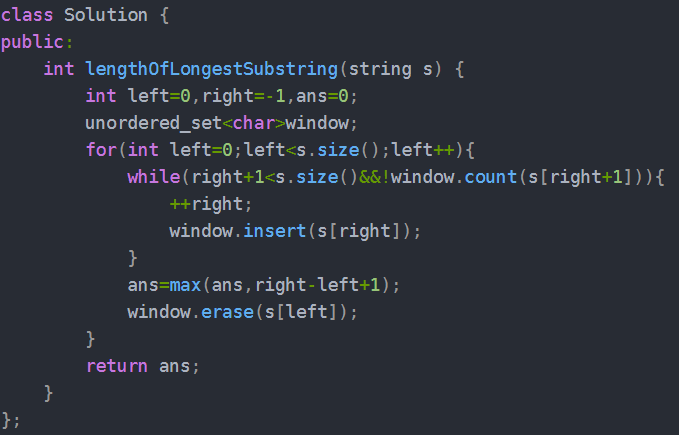 class Solution {
public:
    int lengthOfLongestSubstring(string s) {
        int left=0,right=-1,ans=0;
        unordered_set<char>window;
        for(int left=0;left<s.size();left++){
            while(right+1<s.size()&&!window.count(s[right+1])){
                ++right;
                window.insert(s[right]);
            }
            ans=max(ans,right-left+1);
            window.erase(s[left]);
        }
        return ans;
    }
};